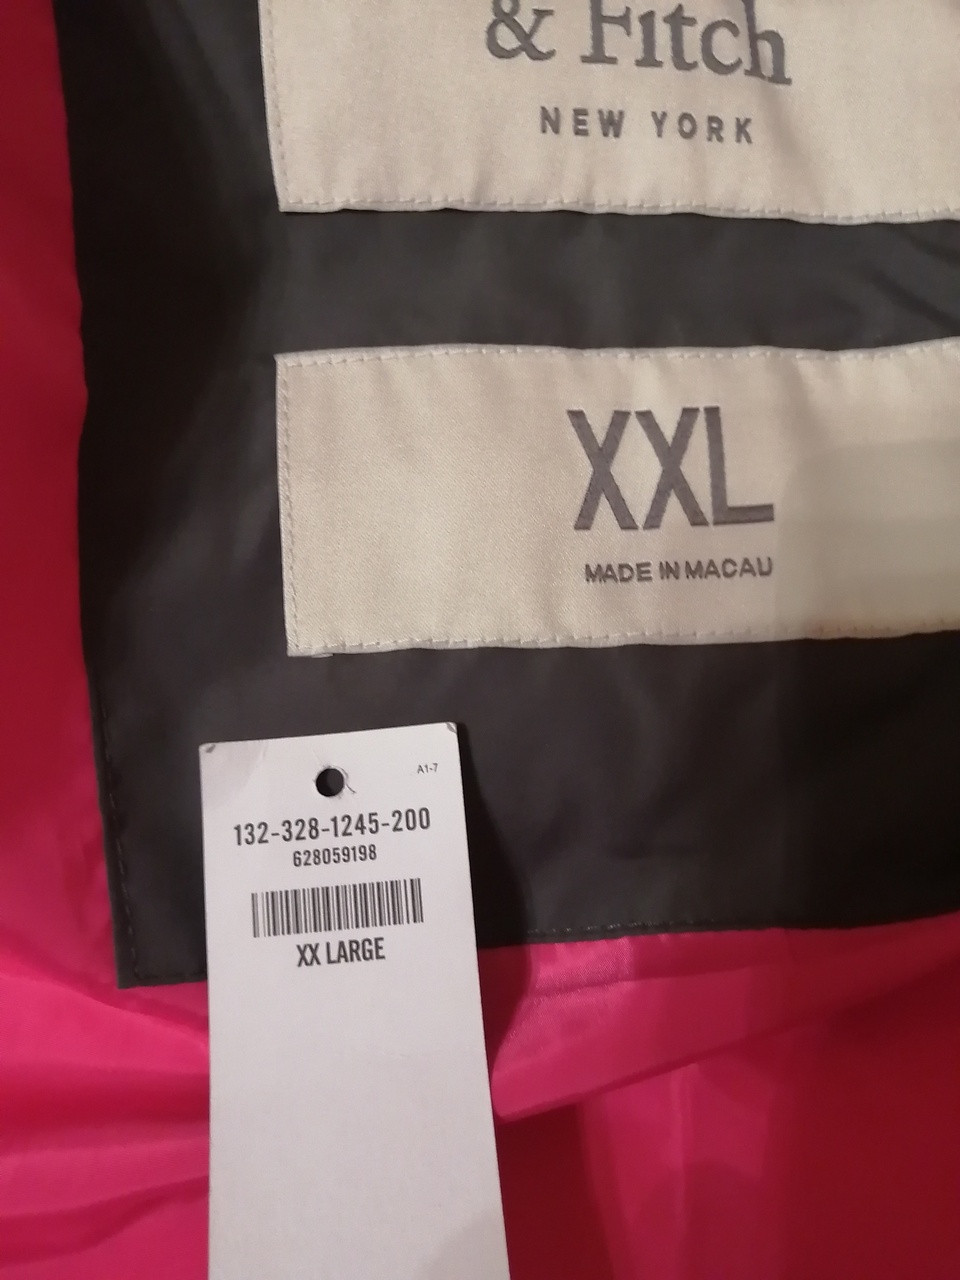 & Fitch
NEW YORK
XXL
MADE IN MACAU
A1-7
132-328-1245-200
628059198
XX LARGE